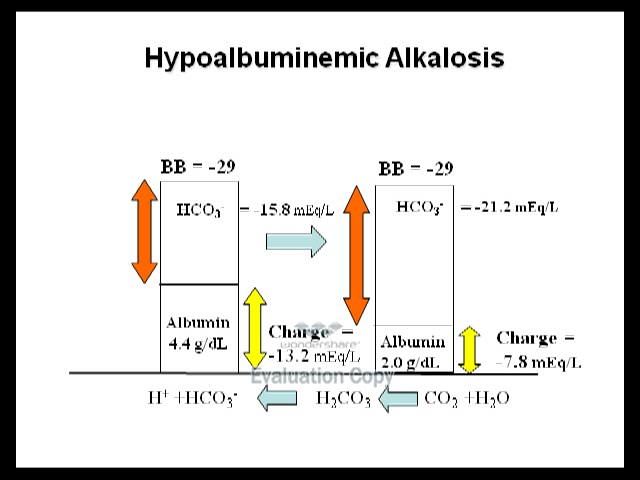 Hypoalbuminemic Alkalosis
BB = -29
BB = -29
HCO₃⁻ = -15.8 mEq/L
HCO₃⁻ = -21.2 mEq/L
Albumin
4.4 g/dL
Charge =
-13.2 mEq/L
Albumin
2.0 g/dL
Charge =
-7.8 mEq/L
wondershare
Evaluation Copy
H⁺ +HCO₃⁻
H₂CO₃
CO₂ +H₂O